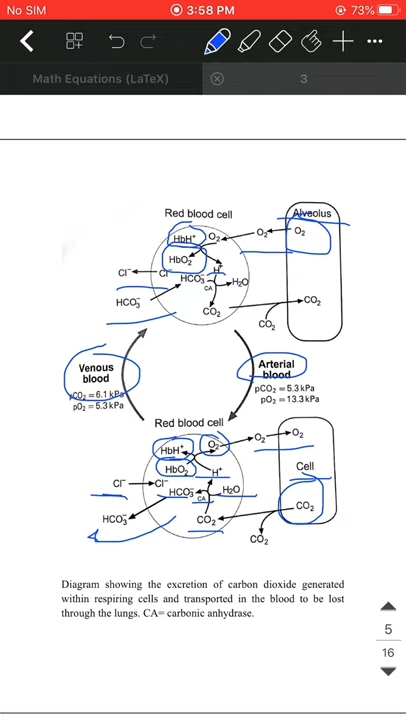 No SIM
3:58 PM
73%
Math Equations (LaTeX)
3
Red blood cell
Alveolus
HbH⁺
O₂
O₂
O₂
HbO₂
H⁺
Cl⁻
Cl⁻
HCO₃⁻
H₂O
CA
HCO₃⁻
CO₂
CO₂
CO₂
Venous
blood
pCO₂ = 6.1 kPa
pO₂ = 5.3 kPa
Arterial
blood
pCO₂ = 5.3 kPa
pO₂ = 13.3 kPa
Red blood cell
O₂
O₂
O₂
HbH⁺
HbO₂
H⁺
Cell
Cl⁻
Cl⁻
HCO₃⁻
H₂O
CA
CO₂
HCO₃⁻
CO₂
CO₂
Diagram showing the excretion of carbon dioxide generated
within respiring cells and transported in the blood to be lost
through the lungs. CA= carbonic anhydrase.
5
16